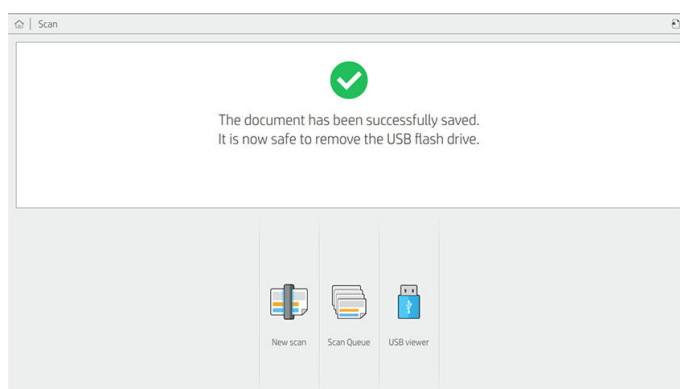 Scan
The document has been successfully saved.
It is now safe to remove the USB flash drive.
New scan
Scan Queue
USB viewer